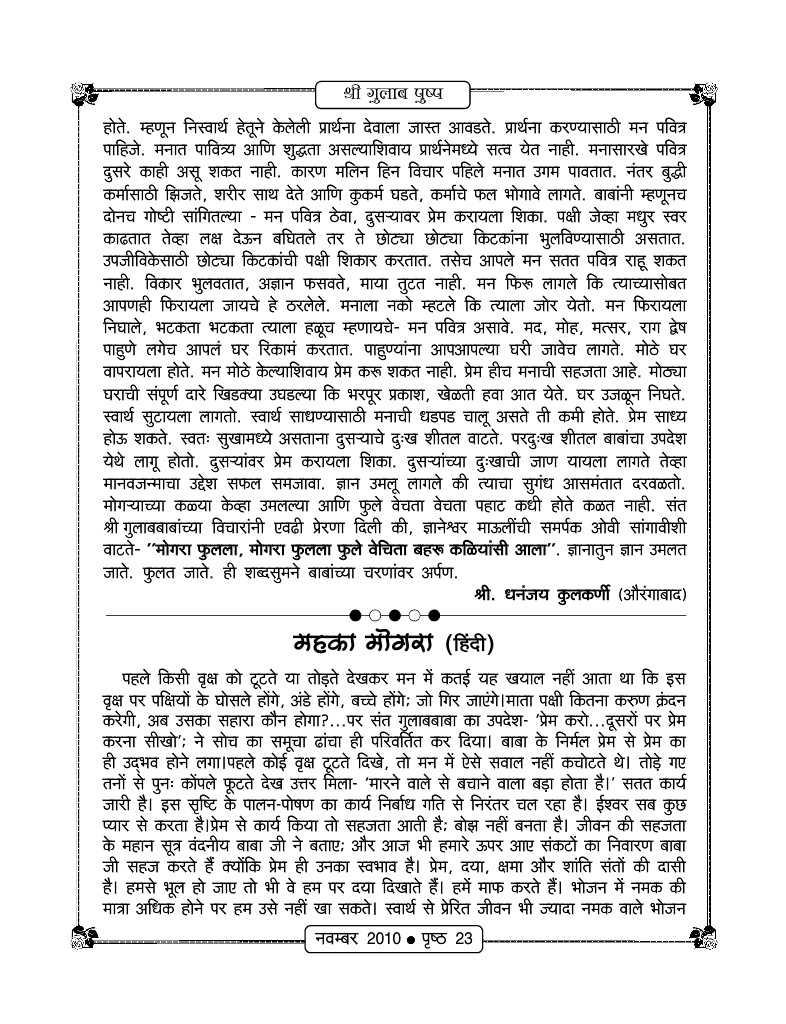 श्री गुलाब पुष्प
होते. म्हणून निस्वार्थ हेतूने केलेली प्रार्थना देवाला जास्त आवडते. प्रार्थना करण्यासाठी मन पवित्र
पाहिजे. मनात पावित्र्य आणि शुद्धता असल्याशिवाय प्रार्थनेमध्ये सत्व येत नाही. मनासारखे पवित्र
दुसरे काही असू शकत नाही. कारण मलिन हिन विचार पहिले मनात उगम पावतात. नंतर बुद्धी
कर्मासाठी झिजते, शरीर साथ देते आणि कुकर्म घडते, कर्माचे फल भोगावे लागते. बाबांनी म्हणूनच
दोनच गोष्टी सांगितल्या - मन पवित्र ठेवा, दुसऱ्यावर प्रेम करायला शिका. पक्षी जेव्हा मधुर स्वर
काढतात तेव्हा लक्ष देऊन बघितले तर ते छोट्या छोट्या किटकांना भुलविण्यासाठी असतात.
उपजीविकेसाठी छोट्या किटकांची पक्षी शिकार करतात. तसेच आपले मन सतत पवित्र राहू शकत
नाही. विकार भुलवतात, अज्ञान फसवते, माया तुटत नाही. मन फिरू लागले कि त्याच्यासोबत
आपणही फिरायला जायचे हे ठरलेले. मनाला नको म्हटले कि त्याला जोर येतो. मन फिरायला
निघाले, भटकता भटकता त्याला हळूच म्हणायचे- मन पवित्र असावे. मद, मोह, मत्सर, राग द्वेष
पाहुणे लगेच आपलं घर रिकामं करतात. पाहुण्यांना आपआपल्या घरी जावेच लागते. मोठे घर
वापरायला होते. मन मोठे केल्याशिवाय प्रेम करू शकत नाही. प्रेम हीच मनाची सहजता आहे. मोठ्या
घराची संपूर्ण दारे खिडक्या उघडल्या कि भरपूर प्रकाश, खेळती हवा आत येते. घर उजळून निघते.
स्वार्थ सुटायला लागतो. स्वार्थ साधण्यासाठी मनाची धडपड चालू असते ती कमी होते. प्रेम साध्य
होऊ शकते. स्वतः सुखामध्ये असताना दुसऱ्याचे दुःख शीतल वाटते. परदुःख शीतल बाबांचा उपदेश
येथे लागू होतो. दुसऱ्यांवर प्रेम करायला शिका. दुसऱ्यांच्या दुःखाची जाण यायला लागते तेव्हा
मानवजन्माचा उद्देश सफल समजावा. ज्ञान उमलू लागले की त्याचा सुगंध आसमंतात दरवळतो.
मोगऱ्याच्या कळ्या केव्हा उमलल्या आणि फुले वेचता वेचता पहाट कधी होते कळत नाही. संत
श्री गुलाबबाबांच्या विचारांनी एवढी प्रेरणा दिली की, ज्ञानेश्वर माऊलींची समर्पक ओवी सांगावीशी
वाटते- ''मोगरा फुलला, मोगरा फुलला फुले वेचिता बहरू कळियांसी आला''. ज्ञानातुन ज्ञान उमलत
जाते. फुलत जाते. ही शब्दसुमने बाबांच्या चरणांवर अर्पण.
श्री. धनंजय कुलकर्णी (औरंगाबाद)
महका मोगरा (हिंदी)
पहले किसी वृक्ष को टूटते या तोड़ते देखकर मन में कतई यह खयाल नहीं आता था कि इस
वृक्ष पर पक्षियों के घोसले होंगे, अंडे होंगे, बच्चे होंगे; जो गिर जाएंगे।माता पक्षी कितना करुण क्रंदन
करेगी, अब उसका सहारा कौन होगा?...पर संत गुलाबबाबा का उपदेश- 'प्रेम करो...दूसरों पर प्रेम
करना सीखो'; ने सोच का समूचा ढांचा ही परिवर्तित कर दिया। बाबा के निर्मल प्रेम से प्रेम का
ही उद्‌भव होने लगा।पहले कोई वृक्ष टूटते दिखे, तो मन में ऐसे सवाल नहीं कचोटते थे। तोड़े गए
तनों से पुनः कोंपले फूटते देख उत्तर मिला- 'मारने वाले से बचाने वाला बड़ा होता है।' सतत कार्य
जारी है। इस सृष्टि के पालन-पोषण का कार्य निर्बाध गति से निरंतर चल रहा है। ईश्वर सब कुछ
प्यार से करता है।प्रेम से कार्य किया तो सहजता आती है; बोझ नहीं बनता है। जीवन की सहजता
के महान सूत्र वंदनीय बाबा जी ने बताए; और आज भी हमारे ऊपर आए संकटों का निवारण बाबा
जी सहज करते हैं क्योंकि प्रेम ही उनका स्वभाव है। प्रेम, दया, क्षमा और शांति संतों की दासी
है। हमसे भूल हो जाए तो भी वे हम पर दया दिखाते हैं। हमें माफ करते हैं। भोजन में नमक की
मात्रा अधिक होने पर हम उसे नहीं खा सकते। स्वार्थ से प्रेरित जीवन भी ज्यादा नमक वाले भोजन
नवम्बर 2010 ● पृष्ठ 23